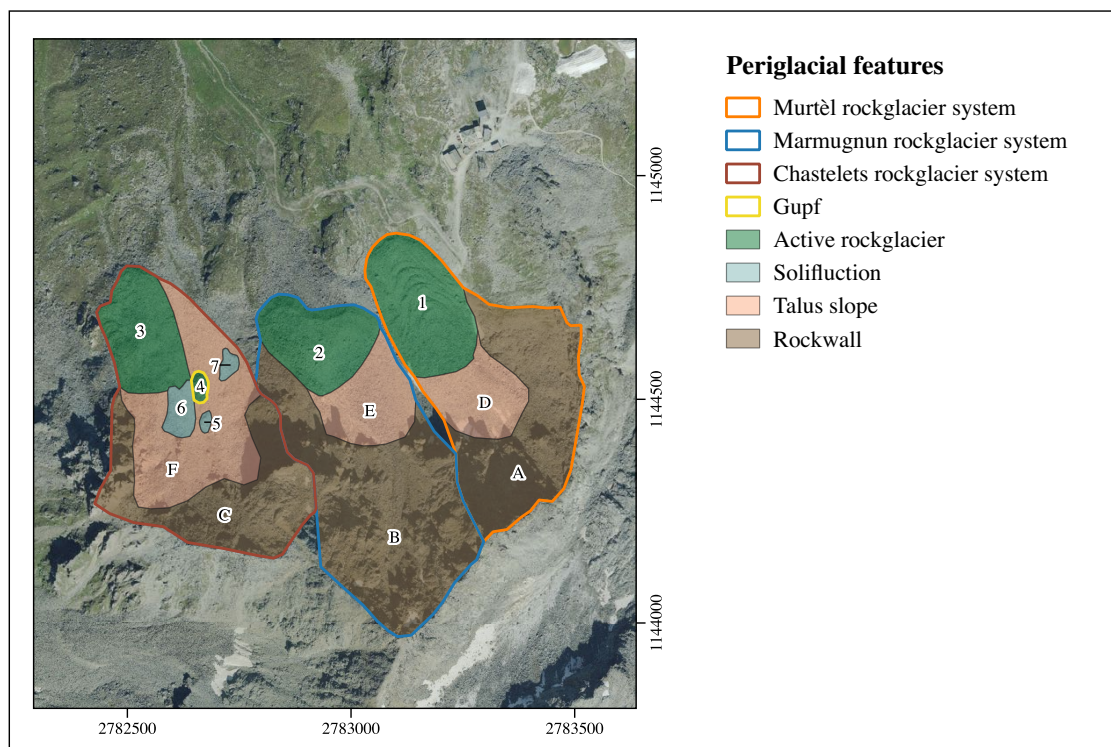 Periglacial features
Murtèl rockglacier system
Marmugnun rockglacier system
Chastelets rockglacier system
Gupf
Active rockglacier
Solifluction
Talus slope
Rockwall
1
2
3
4
5
6
7
A
B
C
D
E
F
1145000
1144500
1144000
2782500
2783000
2783500